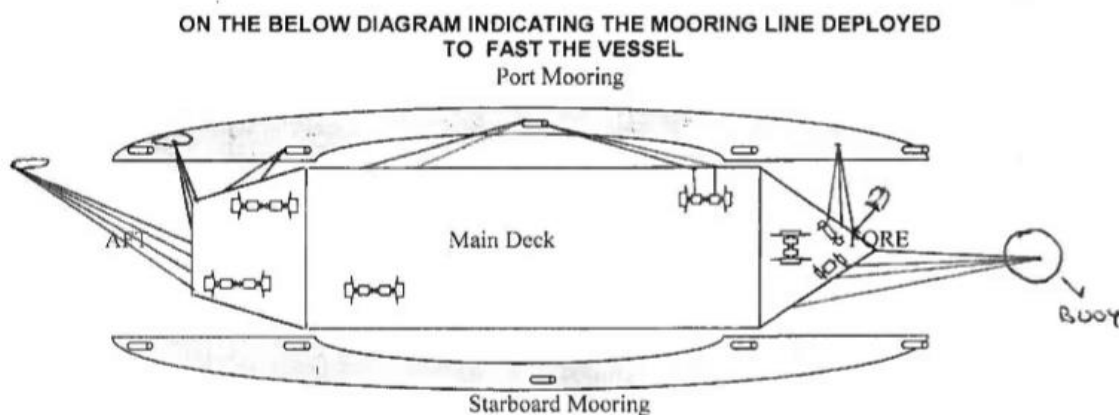 ON THE BELOW DIAGRAM INDICATING THE MOORING LINE DEPLOYED
TO FAST THE VESSEL
Port Mooring
AFT
Main Deck
FORE
BUOY
Starboard Mooring